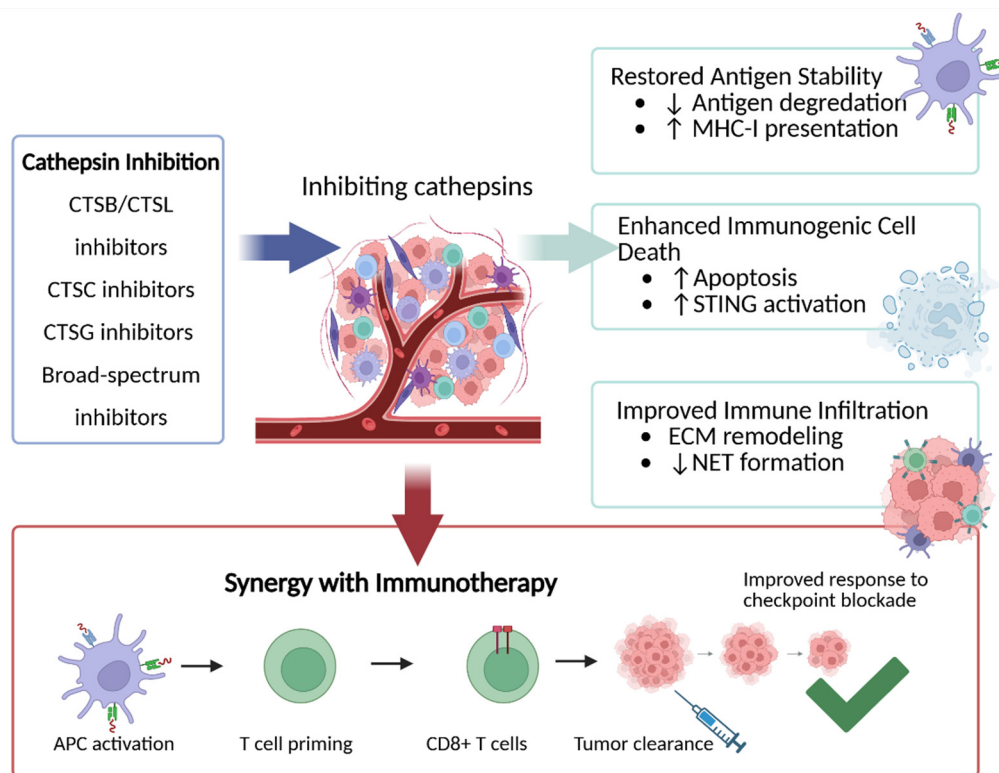 Cathepsin Inhibition
CTSB/CTSL
inhibitors
CTSC inhibitors
CTSG inhibitors
Broad-spectrum
inhibitors
Inhibiting cathepsins
Restored Antigen Stability
• ↓ Antigen degredation
• ↑ MHC-I presentation
Enhanced Immunogenic Cell
Death
• ↑ Apoptosis
• ↑ STING activation
Improved Immune Infiltration
• ECM remodeling
• ↓ NET formation
Synergy with Immunotherapy
Improved response to
checkpoint blockade
APC activation
T cell priming
CD8+ T cells
Tumor clearance